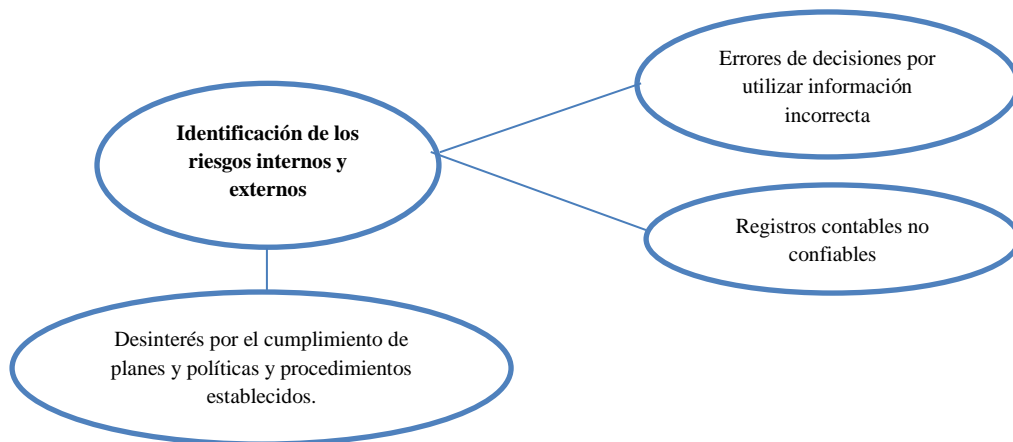 Errores de decisiones por
utilizar información
incorrecta
Identificación de los
riesgos internos y
externos
Registros contables no
confiables
Desinterés por el cumplimiento de
planes y políticas y procedimientos
establecidos.